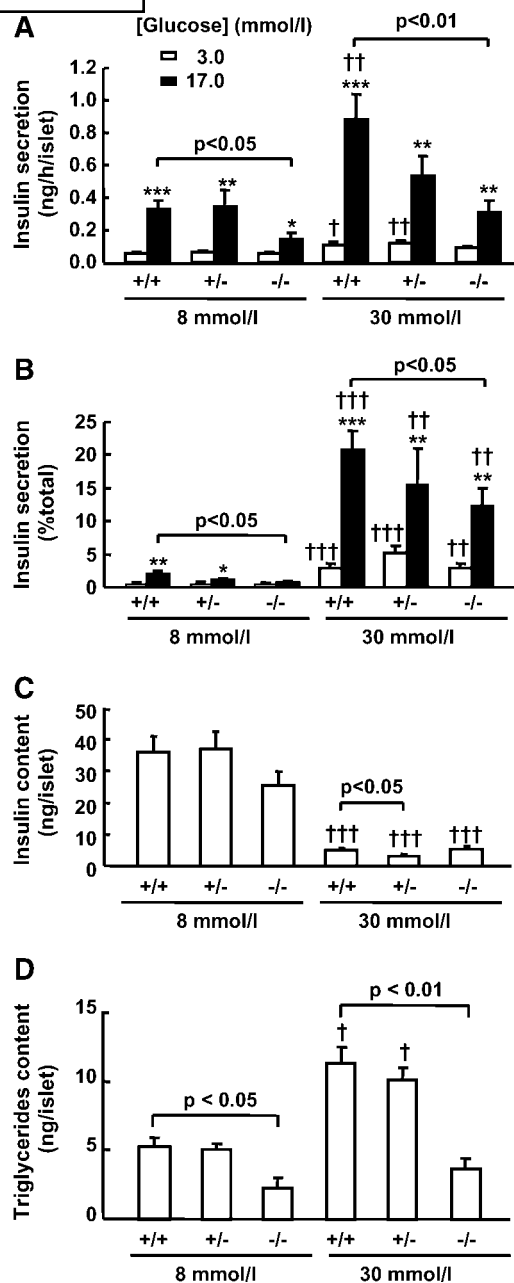 A
[Glucose] (mmol/l)
3.0
17.0
p<0.01
††
***
p<0.05
***
**
*
†
††
**
**
Insulin secretion
(ng/h/islet)
1.2
1.0
0.8
0.6
0.4
0.2
0.0
+/+ +/- -/- +/+ +/- -/-
8 mmol/l 30 mmol/l
B
p<0.05
†††
***
††
**
††
**
p<0.05
**
*
†††
†††
††
Insulin secretion
(%total)
25
20
15
10
5
0
+/+ +/- -/- +/+ +/- -/-
8 mmol/l 30 mmol/l
C
Insulin content
(ng/islet)
50
40
30
20
10
0
p<0.05
††† ††† †††
+/+ +/- -/- +/+ +/- -/-
8 mmol/l 30 mmol/l
D
Triglycerides content
(ng/islet)
15
10
5
0
p < 0.01
† †
p < 0.05
+/+ +/- -/- +/+ +/- -/-
8 mmol/l 30 mmol/l